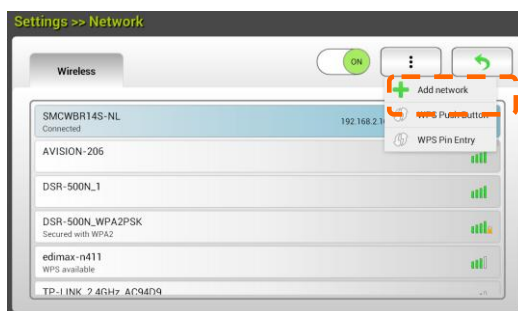 Settings >> Network
Wireless
ON
Add network
WPS Push Button
WPS Pin Entry
SMCWBR14S-NL
Connected
192.168.2.1
AVISION-206
DSR-500N_1
DSR-500N_WPA2PSK
Secured with WPA2
edimax-n411
WPS available
TP-LINK_2.4GHz_AC94D9